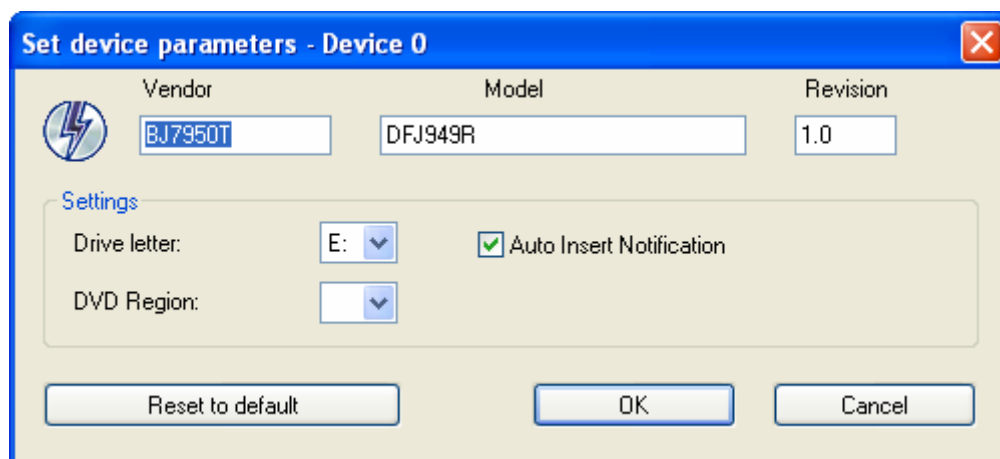 Set device parameters - Device 0
Vendor Model Revision
BJ7950T DFJ949R 1.0
Settings
Drive letter: E: Auto Insert Notification
DVD Region:
Reset to default OK Cancel